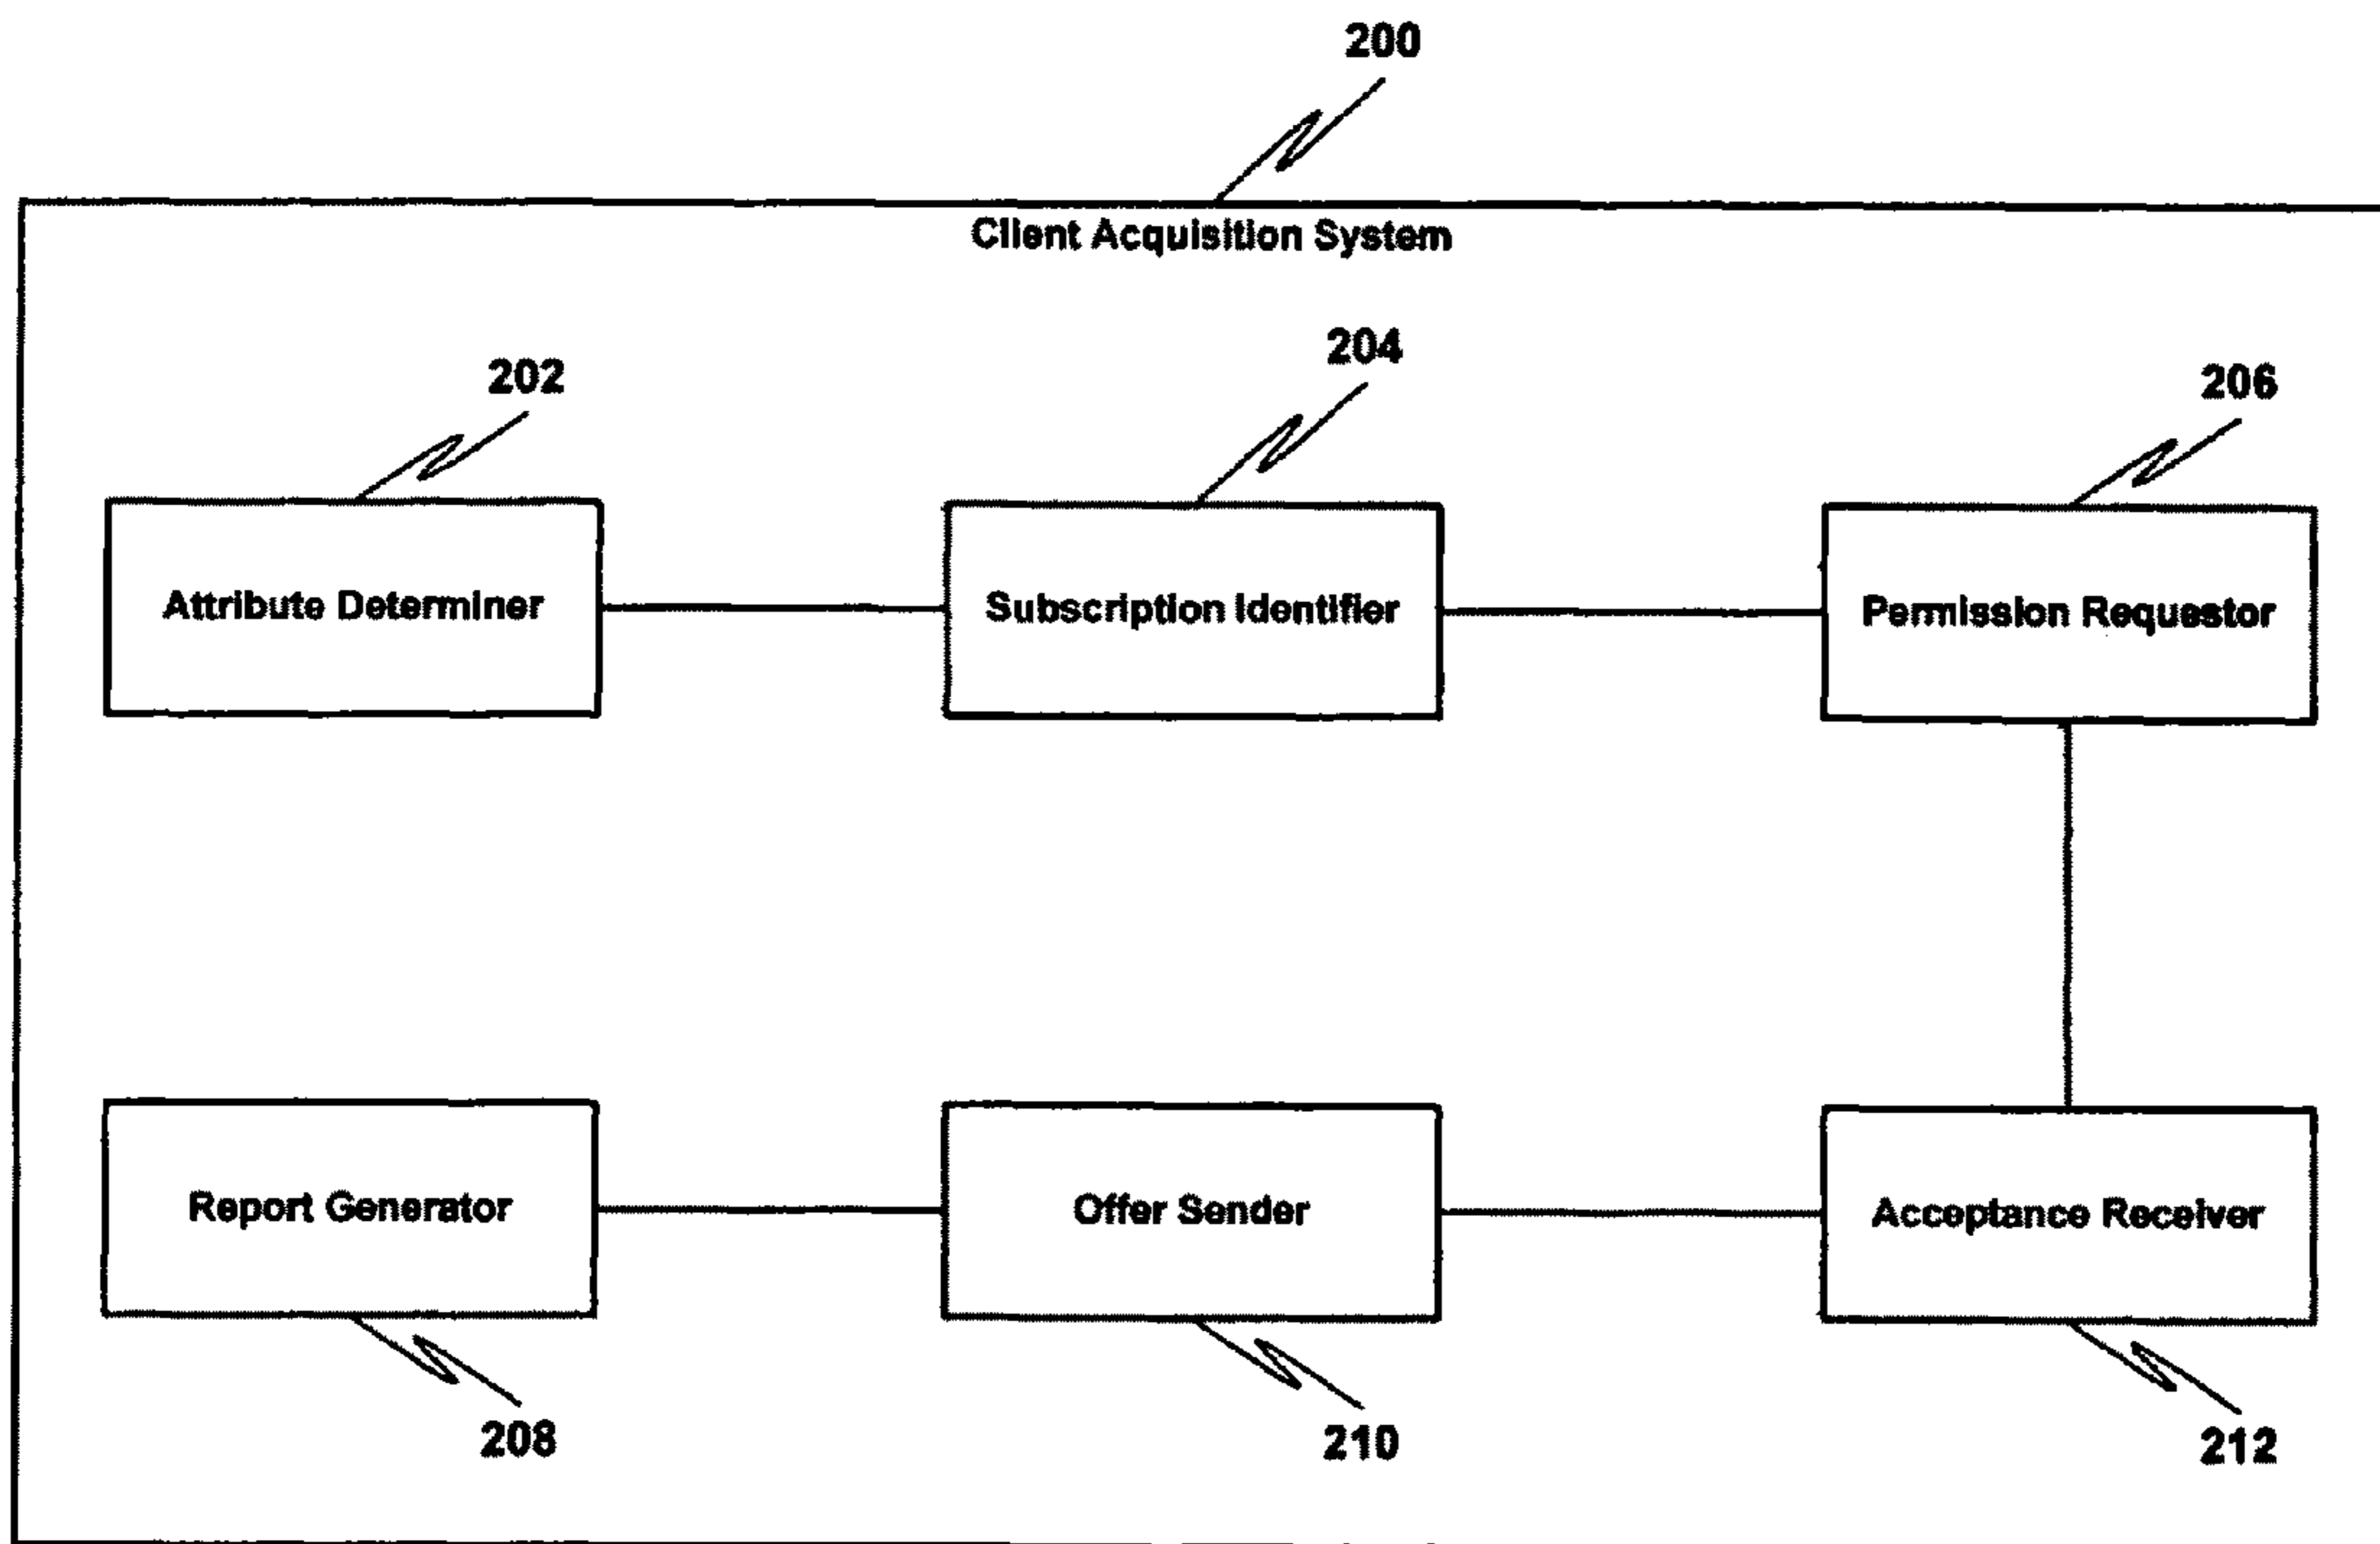 200
Client Acquisition System
204
202
206
Attribute Determiner
Subscription Identifier
Permission Requestor
Report Generator
Offer Sender
Acceptance Receiver
208
210
212